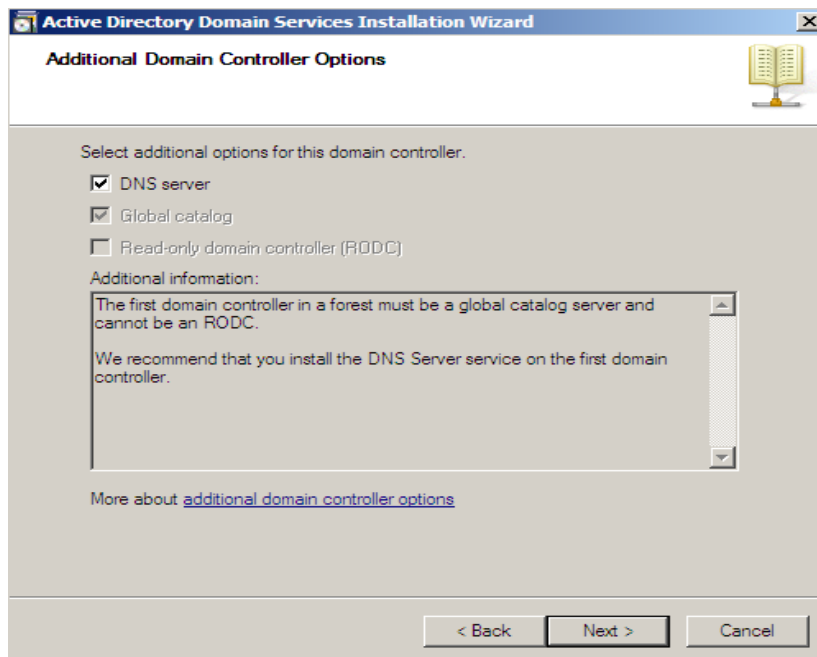 Active Directory Domain Services Installation Wizard
Additional Domain Controller Options
Select additional options for this domain controller.
DNS server
Global catalog
Read-only domain controller (RODC)
Additional information:
The first domain controller in a forest must be a global catalog server and
cannot be an RODC.
We recommend that you install the DNS Server service on the first domain
controller.
More about additional domain controller options
< Back
Next >
Cancel